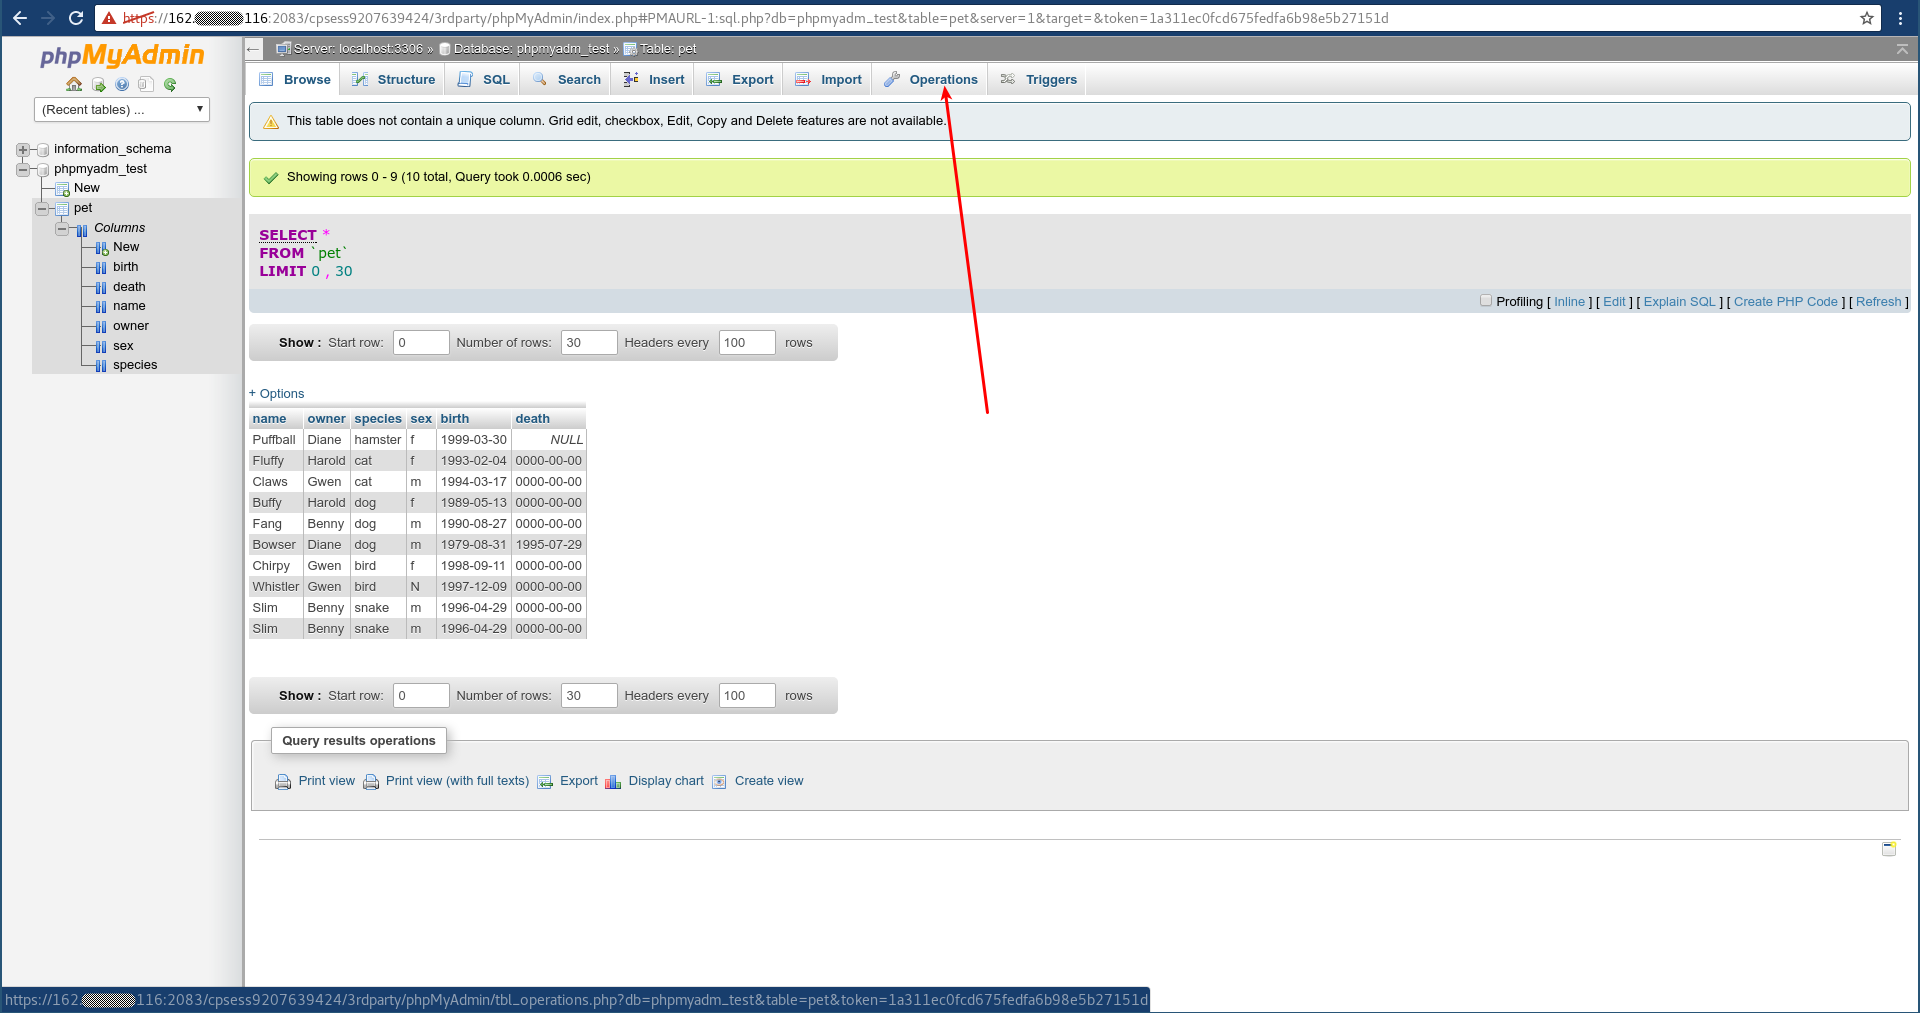 https://162. 116:2083/cpsess9207639424/3rdparty/phpMyAdmin/index.php#PMAURL-1:sql.php?db=phpmyadm_test&table=pet&server=1&target=&token=1a311ec0fcd675fedfa6b98e5b27151d
phpMyAdmin
(Recent tables) ...
information_schema
phpmyadm_test
New
pet
Columns
New
birth
death
name
owner
sex
species
Server: localhost:3306 » Database: phpmyadm_test » Table: pet
Browse Structure SQL Search Insert Export Import Operations Triggers
This table does not contain a unique column. Grid edit, checkbox, Edit, Copy and Delete features are not available.
Showing rows 0 - 9 (10 total, Query took 0.0006 sec)
SELECT *
FROM `pet`
LIMIT 0 , 30
Profiling [ Inline ] [ Edit ] [ Explain SQL ] [ Create PHP Code ] [ Refresh ]
Show : Start row: 0 Number of rows: 30 Headers every 100 rows
+ Options
name owner species sex birth death
Puffball Diane hamster f 1999-03-30 NULL
Fluffy Harold cat f 1993-02-04 0000-00-00
Claws Gwen cat m 1994-03-17 0000-00-00
Buffy Harold dog f 1989-05-13 0000-00-00
Fang Benny dog m 1990-08-27 0000-00-00
Bowser Diane dog m 1979-08-31 1995-07-29
Chirpy Gwen bird f 1998-09-11 0000-00-00
Whistler Gwen bird N 1997-12-09 0000-00-00
Slim Benny snake m 1996-04-29 0000-00-00
Slim Benny snake m 1996-04-29 0000-00-00
Show : Start row: 0 Number of rows: 30 Headers every 100 rows
Query results operations
Print view Print view (with full texts) Export Display chart Create view
https://162. 116:2083/cpsess9207639424/3rdparty/phpMyAdmin/tbl_operations.php?db=phpmyadm_test&table=pet&token=1a311ec0fcd675fedfa6b98e5b27151d